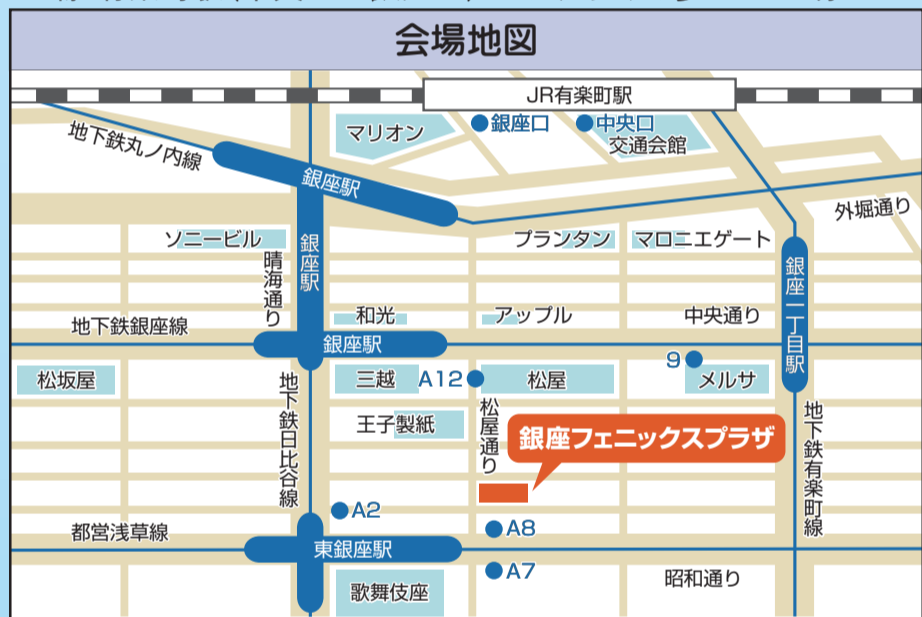 会場地図
JR有楽町駅
マリオン
銀座口
中央口
交通会館
地下鉄丸ノ内線
銀座駅
外堀通り
ソニービル
晴海通り
銀座駅
プランタン
マロニエゲート
銀座一丁目駅
和光
アップル
中央通り
地下鉄銀座線
銀座駅
9
松坂屋
三越
A12
松屋
メルサ
地下鉄日比谷線
王子製紙
松屋通り
銀座フェニックスプラザ
地下鉄有楽町線
A2
A8
都営浅草線
東銀座駅
A7
昭和通り
歌舞伎座